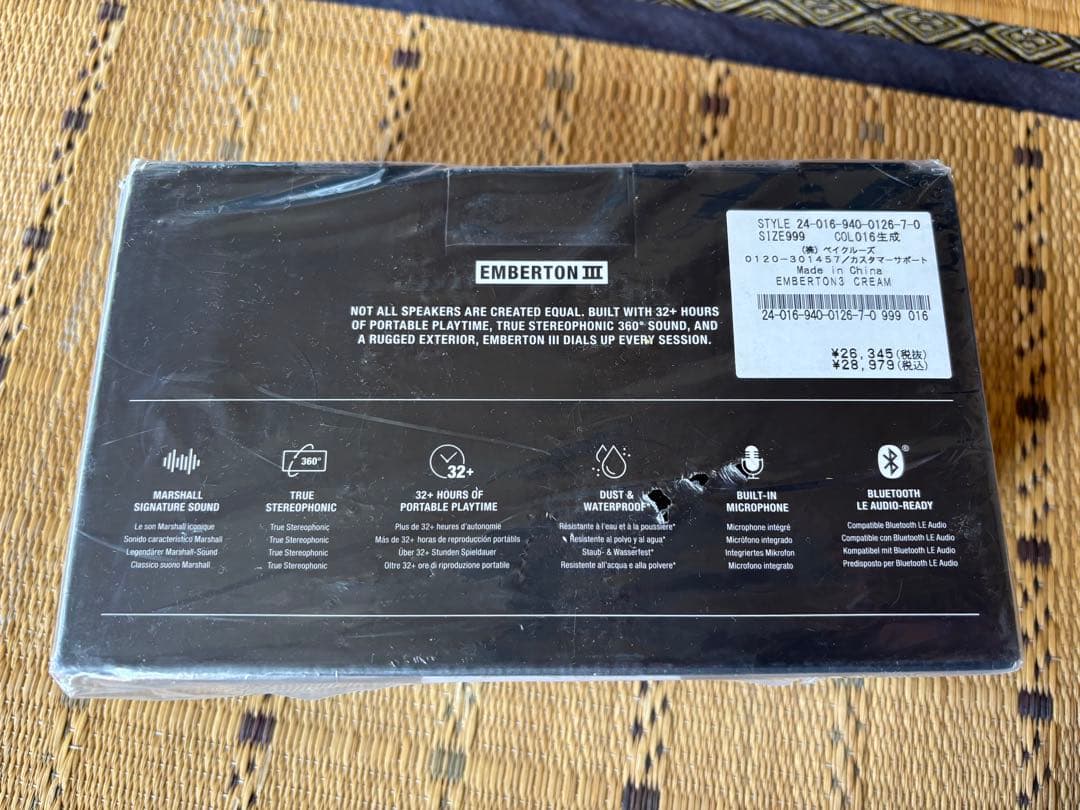 STYLE 24-016-940-0126-7-0
SIZE999 COL016生成
(株) ベイクルーズ
0120-301457/カスタマーサポート
Made in China
EMBERTON3 CREAM
24-016-940-0126-7-0 999 016
¥26,345(税抜)
¥28,979(税込)
EMBERTON III
NOT ALL SPEAKERS ARE CREATED EQUAL. BUILT WITH 32+ HOURS
OF PORTABLE PLAYTIME, TRUE STEREOPHONIC 360° SOUND, AND
A RUGGED EXTERIOR, EMBERTON III DIALS UP EVERY SESSION.
MARSHALL
SIGNATURE SOUND
Le son Marshall iconique
Sonido característico Marshall
Legendärer Marshall-Sound
Classico suono Marshall
360°
TRUE
STEREOPHONIC
True Stereophonic
True Stereophonic
True Stereophonic
True Stereophonic
32+
32+ HOURS OF
PORTABLE PLAYTIME
Plus de 32+ heures d'autonomie
Más de 32+ horas de reproducción portátils
Über 32+ Stunden Spieldauer
Oltre 32+ ore di riproduzione portatile
DUST &
WATERPROOF*
Résistante à l'eau et à la poussière*
Resistente al polvo y al agua*
Staub- & Wasserfest*
Resistente all'acqua e alla polvere*
BUILT-IN
MICROPHONE
Microphone intégré
Micrófono integrado
Integriertes Mikrofon
Microfono integrato
®
BLUETOOTH
LE AUDIO-READY
Compatible Bluetooth LE Audio
Compatible con Bluetooth LE Audio
Kompatibel mit Bluetooth LE Audio
Predisposto per Bluetooth LE Audio